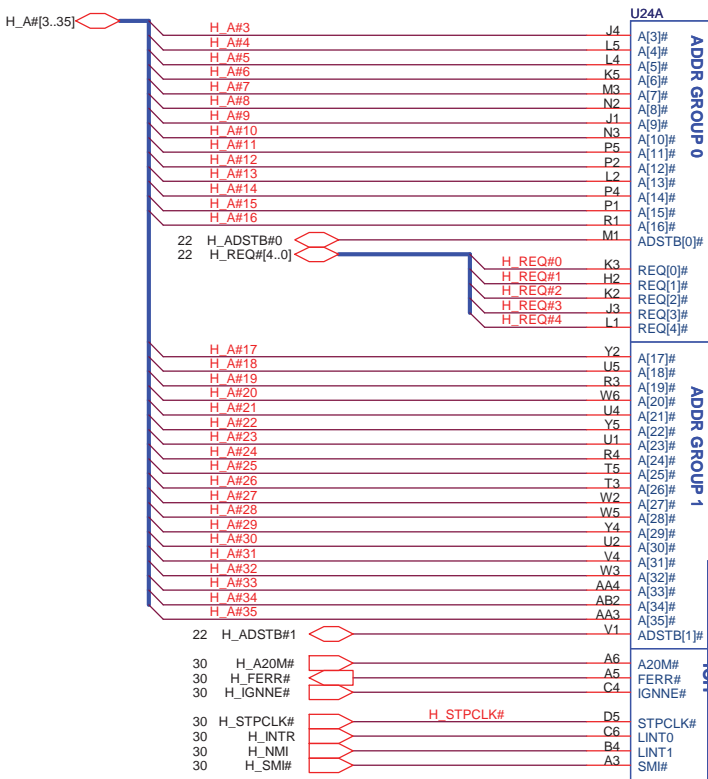 U24A
H_A#[3..35]
H_A#3 J4 A[3]#
H_A#4 L5 A[4]#
H_A#5 L4 A[5]#
H_A#6 K5 A[6]#
H_A#7 M3 A[7]#
H_A#8 N2 A[8]#
H_A#9 J1 A[9]#
H_A#10 N3 A[10]#
H_A#11 P5 A[11]#
H_A#12 P2 A[12]#
H_A#13 L2 A[13]#
H_A#14 P4 A[14]#
H_A#15 P1 A[15]#
H_A#16 R1 A[16]#
ADDR GROUP 0
22 H_ADSTB#0 M1 ADSTB[0]#
22 H_REQ#[4..0]
H_REQ#0 K3 REQ[0]#
H_REQ#1 H2 REQ[1]#
H_REQ#2 K2 REQ[2]#
H_REQ#3 J3 REQ[3]#
H_REQ#4 L1 REQ[4]#
H_A#17 Y2 A[17]#
H_A#18 U5 A[18]#
H_A#19 R3 A[19]#
H_A#20 W6 A[20]#
H_A#21 U4 A[21]#
H_A#22 Y5 A[22]#
H_A#23 U1 A[23]#
H_A#24 R4 A[24]#
H_A#25 T5 A[25]#
H_A#26 T3 A[26]#
H_A#27 W2 A[27]#
H_A#28 W5 A[28]#
H_A#29 Y4 A[29]#
H_A#30 U2 A[30]#
H_A#31 V4 A[31]#
H_A#32 W3 A[32]#
H_A#33 AA4 A[33]#
H_A#34 AB2 A[34]#
H_A#35 AA3 A[35]#
ADDR GROUP 1
22 H_ADSTB#1 V1 ADSTB[1]#
30 H_A20M# A6 A20M#
30 H_FERR# A5 FERR#
30 H_IGNNE# C4 IGNNE#
30 H_STPCLK# H_STPCLK# D5 STPCLK#
30 H_INTR C6 LINT0
30 H_NMI B4 LINT1
30 H_SMI# A3 SMI#